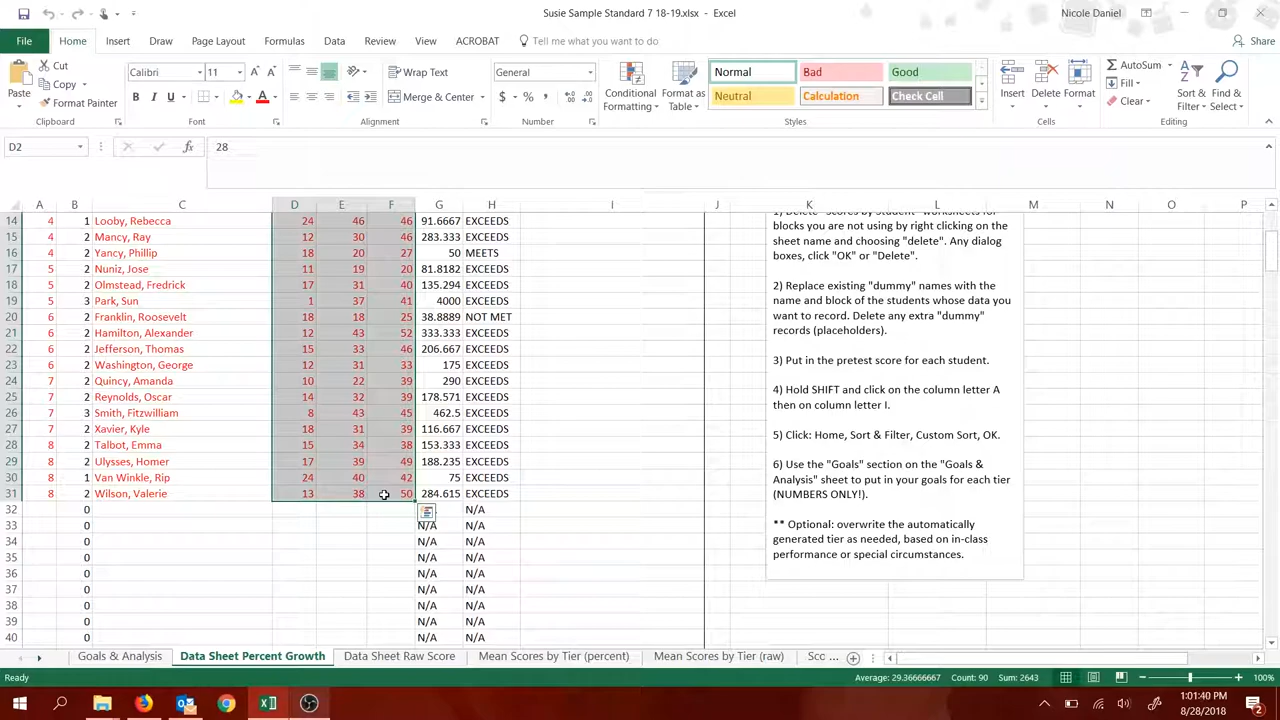 Susie Sample Standard 7 18-19.xlsx - Excel
Nicole Daniel
File Home Insert Draw Page Layout Formulas Data Review View ACROBAT Tell me what you want to do Share
Paste
Cut
Copy
Format Painter
Calibri 11
B I U
Wrap Text
Merge & Center
General
$ % ,
Conditional Formatting
Format as Table
Normal Bad Good
Neutral Calculation Check Cell
Insert Delete Format
AutoSum
Fill
Clear
Sort & Filter
Find & Select
Clipboard Font Alignment Number Styles Cells Editing
D2 fx 28
A B C D E F G H I J K L M N O P
14 4 1 Looby, Rebecca 24 46 46 91.6667 EXCEEDS
15 4 2 Mancy, Ray 12 30 46 283.333 EXCEEDS
16 4 2 Yancy, Phillip 18 20 27 50 MEETS
17 5 2 Nuniz, Jose 11 19 20 81.8182 EXCEEDS
18 5 2 Olmstead, Fredrick 17 31 40 135.294 EXCEEDS
19 5 3 Park, Sun 1 37 41 4000 EXCEEDS
20 6 2 Franklin, Roosevelt 18 18 25 38.8889 NOT MET
21 6 2 Hamilton, Alexander 12 43 52 333.333 EXCEEDS
22 6 2 Jefferson, Thomas 15 33 46 206.667 EXCEEDS
23 6 2 Washington, George 12 31 33 175 EXCEEDS
24 7 2 Quincy, Amanda 10 22 39 290 EXCEEDS
25 7 2 Reynolds, Oscar 14 32 39 178.571 EXCEEDS
26 7 3 Smith, Fitzwilliam 8 43 45 462.5 EXCEEDS
27 7 2 Xavier, Kyle 18 31 39 116.667 EXCEEDS
28 8 2 Talbot, Emma 15 34 38 153.333 EXCEEDS
29 8 2 Ulysses, Homer 17 39 49 188.235 EXCEEDS
30 8 1 Van Winkle, Rip 24 40 42 75 EXCEEDS
31 8 2 Wilson, Valerie 13 38 50 284.615 EXCEEDS
32 0 N/A
33 0 N/A N/A
34 0 N/A N/A
35 0 N/A N/A
36 0 N/A N/A
37 0 N/A N/A
38 0 N/A N/A
39 0 N/A N/A
40 0 N/A N/A
1) Delete "Scores by Student" worksheets for
blocks you are not using by right clicking on the
sheet name and choosing "delete". Any dialog
boxes, click "OK" or "Delete".
2) Replace existing "dummy" names with the
name and block of the students whose data you
want to record. Delete any extra "dummy"
records (placeholders).
3) Put in the pretest score for each student.
4) Hold SHIFT and click on the column letter A
then on column letter I.
5) Click: Home, Sort & Filter, Custom Sort, OK.
6) Use the "Goals" section on the "Goals &
Analysis" sheet to put in your goals for each tier
(NUMBERS ONLY!).
** Optional: overwrite the automatically
generated tier as needed, based on in-class
performance or special circumstances.
Goals & Analysis Data Sheet Percent Growth Data Sheet Raw Score Mean Scores by Tier (percent) Mean Scores by Tier (raw) Sco
Ready Average: 29.36666667 Count: 90 Sum: 2643 100%
1:01:40 PM
8/28/2018
2